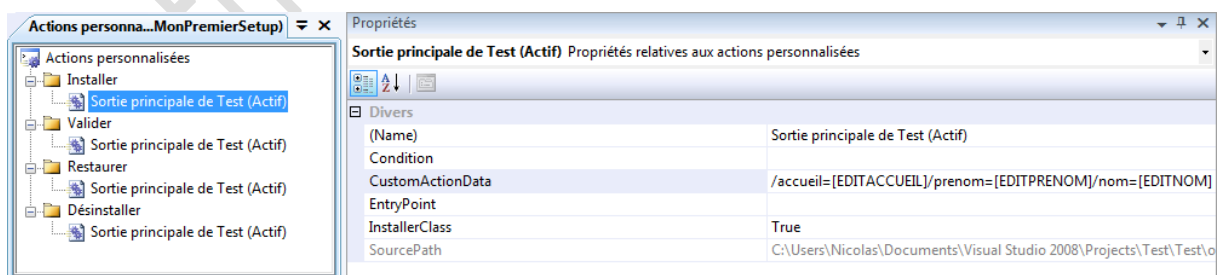 Actions personna...MonPremierSetup)
Actions personnalisées
Installer
Sortie principale de Test (Actif)
Valider
Sortie principale de Test (Actif)
Restaurer
Sortie principale de Test (Actif)
Désinstaller
Sortie principale de Test (Actif)
Propriétés
Sortie principale de Test (Actif) Propriétés relatives aux actions personnalisées
Divers
(Name) Sortie principale de Test (Actif)
Condition
CustomActionData /accueil=[EDITACCUEIL]/prenom=[EDITPRENOM]/nom=[EDITNOM]
EntryPoint
InstallerClass True
SourcePath C:\Users\Nicolas\Documents\Visual Studio 2008\Projects\Test\Test\o